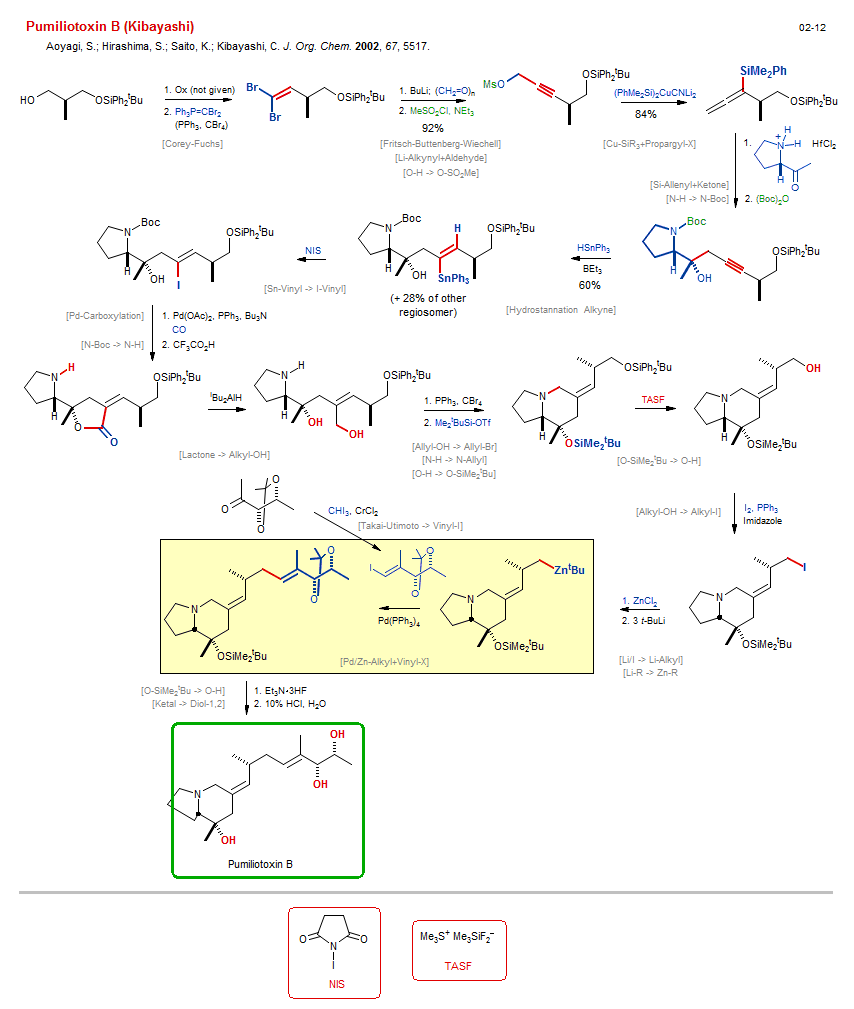 Pumiliotoxin B (Kibayashi)
02-12
Aoyagi, S.; Hirashima, S.; Saito, K.; Kibayashi, C. J. Org. Chem. 2002, 67, 5517.
HO
OSiPh₂ᵗBu
1. Ox (not given)
2. Ph₃P=CBr₂
(PPh₃, CBr₄)
[Corey-Fuchs]
Br
Br
OSiPh₂ᵗBu
1. BuLi; (CH₂=O)ₙ
2. MeSO₂Cl, NEt₃
92%
[Fritsch-Buttenberg-Wiechell]
[Li-Alkynyl+Aldehyde]
[O-H -> O-SO₂Me]
MsO
OSiPh₂ᵗBu
(PhMe₂Si)₂CuCNLi₂
84%
[Cu-SiR₃+Propargyl-X]
SiMe₂Ph
OSiPh₂ᵗBu
1.
H
+
N-H
H
O
HfCl₂
2. (Boc)₂O
[Si-Allenyl+Ketone]
[N-H -> N-Boc]
Boc
N
H
OH
OSiPh₂ᵗBu
HSnPh₃
BEt₃
60%
[Hydrostannation Alkyne]
Boc
N
H
OH
H
SnPh₃
OSiPh₂ᵗBu
(+ 28% of other
regiosomer)
NIS
[Sn-Vinyl -> I-Vinyl]
Boc
N
H
OH
I
OSiPh₂ᵗBu
[Pd-Carboxylation]
[N-Boc -> N-H]
1. Pd(OAc)₂, PPh₃, Bu₃N
CO
2. CF₃CO₂H
H
N
H
O
O
OSiPh₂ᵗBu
ⁱBu₂AlH
[Lactone -> Alkyl-OH]
H
N
H
OH
OH
OSiPh₂ᵗBu
1. PPh₃, CBr₄
2. Me₂ᵗBuSi-OTf
[Allyl-OH -> Allyl-Br]
[N-H -> N-Allyl]
[O-H -> O-SiMe₂ᵗBu]
OSiPh₂ᵗBu
N
H
OSiMe₂ᵗBu
TASF
[O-SiMe₂ᵗBu -> O-H]
OH
N
H
OSiMe₂ᵗBu
[Alkyl-OH -> Alkyl-I]
I₂, PPh₃
Imidazole
I
N
OSiMe₂ᵗBu
1. ZnCl₂
2. 3 t-BuLi
[Li/I -> Li-Alkyl]
[Li-R -> Zn-R]
O
O
O
CHI₃, CrCl₂
[Takai-Utimoto -> Vinyl-I]
I
O
O
ZnᵗBu
N
OSiMe₂ᵗBu
Pd(PPh₃)₄
[Pd/Zn-Alkyl+Vinyl-X]
O
O
N
OSiMe₂ᵗBu
[O-SiMe₂ᵗBu -> O-H]
[Ketal -> Diol-1,2]
1. Et₃N•3HF
2. 10% HCl, H₂O
OH
OH
N
OH
Pumiliotoxin B
O
N
O
I
NIS
Me₃S⁺ Me₃SiF₂⁻
TASF